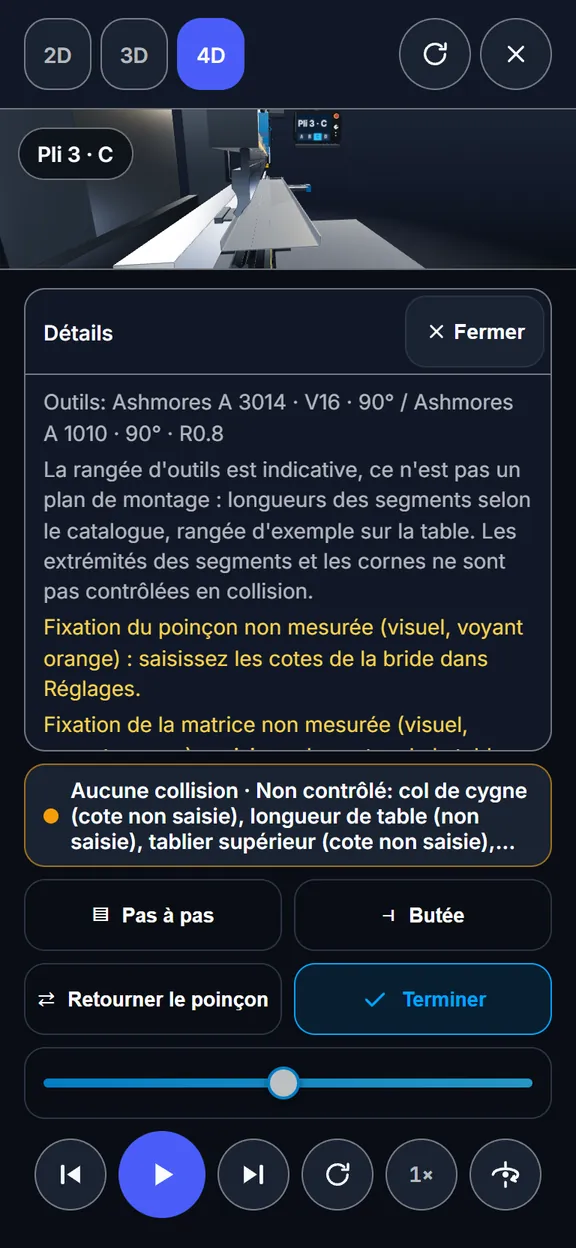 2D 3D 4D
Pli 3 · C
Pli 3 · C
Détails
Fermer
Outils: Ashmores A 3014 · V16 · 90° / Ashmores
A 1010 · 90° · R0.8
La rangée d'outils est indicative, ce n'est pas un
plan de montage : longueurs des segments selon
le catalogue, rangée d'exemple sur la table. Les
extrémités des segments et les cornes ne sont
pas contrôlées en collision.
Fixation du poinçon non mesurée (visuel, voyant
orange) : saisissez les cotes de la bride dans
Réglages.
Fixation de la matrice non mesurée (visuel,
Aucune collision · Non contrôlé: col de cygne
(cote non saisie), longueur de table (non
saisie), tablier supérieur (cote non saisie),...
Pas à pas
Butée
Retourner le poinçon
Terminer
1×